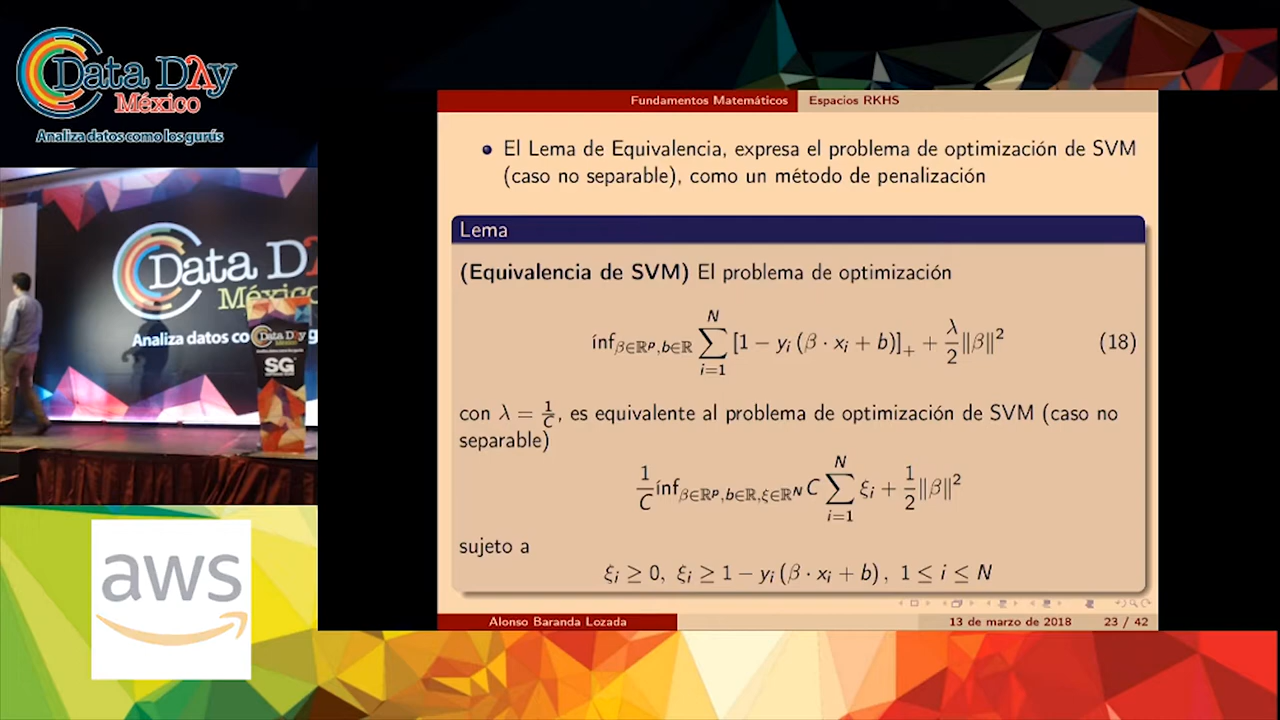 Data Day
México
Analiza datos como los gurús
Data D
México
Analiza datos co
g
Data Day
México
SG
aws
Fundamentos Matemáticos
Espacios RKHS
El Lema de Equivalencia, expresa el problema de optimización de SVM
(caso no separable), como un método de penalización
Lema
(Equivalencia de SVM) El problema de optimización
ínf_{β∈ℝ^p,b∈ℝ} ∑_{i=1}^{N} [1 − y_i (β · x_i + b)]_+ + λ/2 ‖β‖² (18)
con λ = 1/C, es equivalente al problema de optimización de SVM (caso no
separable)
1/C ínf_{β∈ℝ^p,b∈ℝ,ξ∈ℝ^N} C ∑_{i=1}^{N} ξ_i + 1/2 ‖β‖²
sujeto a
ξ_i ≥ 0, ξ_i ≥ 1 − y_i (β · x_i + b), 1 ≤ i ≤ N
Alonso Baranda Lozada
13 de marzo de 2018
23 / 42